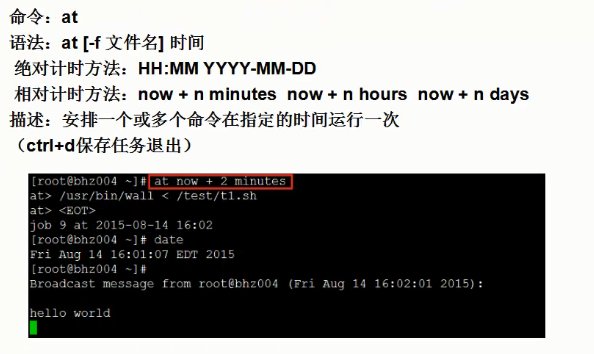 命令：at
语法：at [-f 文件名] 时间
绝对计时方法：HH:MM YYYY-MM-DD
相对计时方法：now + n minutes  now + n hours  now + n days
描述：安排一个或多个命令在指定的时间运行一次
（ctrl+d保存任务退出）
[root@bhz004 ~]# at now + 2 minutes
at> /usr/bin/wall < /test/t1.sh
at> <EOT>
job 9 at 2015-08-14 16:02
[root@bhz004 ~]# date
Fri Aug 14 16:01:07 EDT 2015
[root@bhz004 ~]#
Broadcast message from root@bhz004 (Fri Aug 14 16:02:01 2015):
hello world